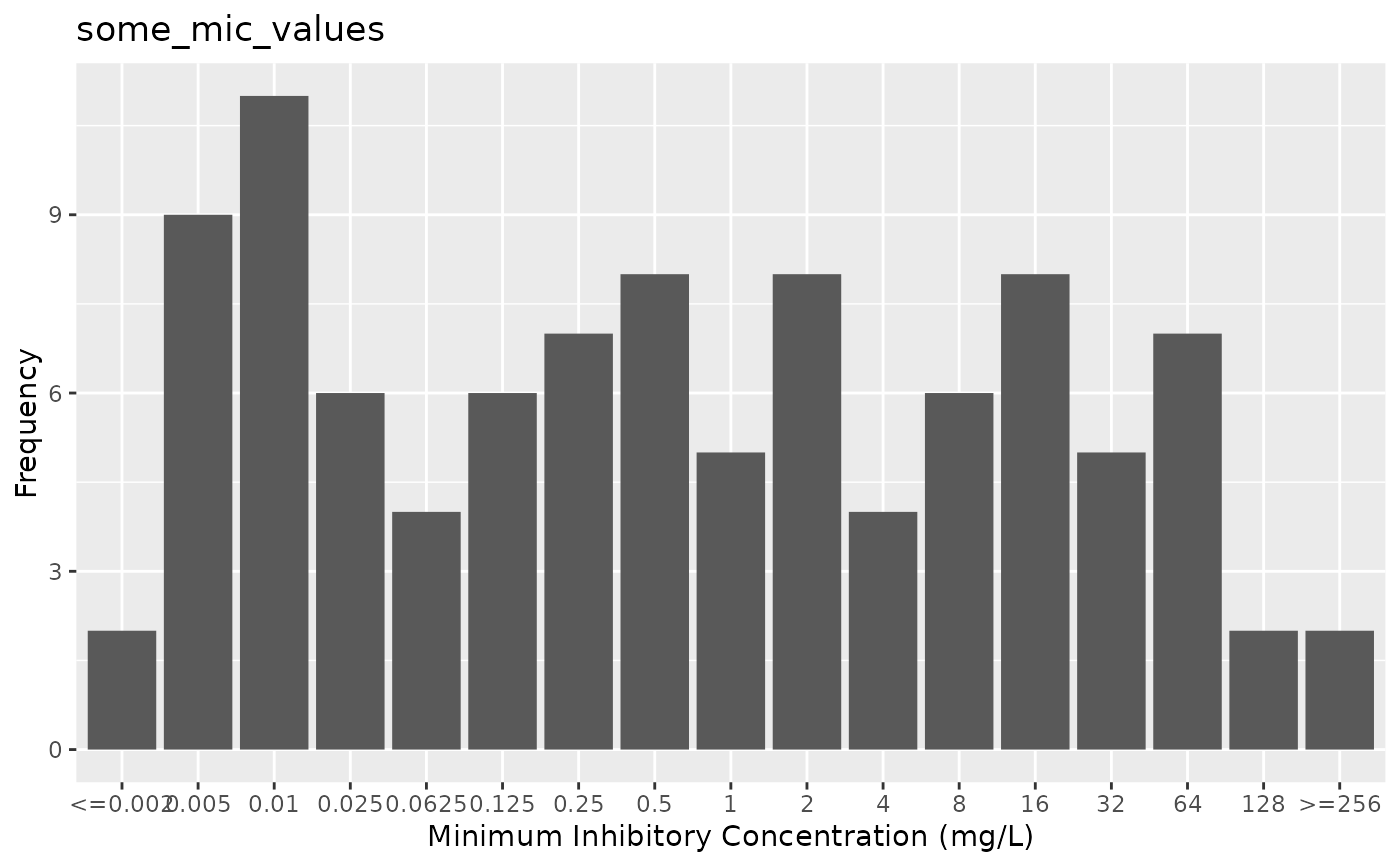 some_mic_values
Frequency
9
6
3
0
<=0.002 0.005 0.01 0.025 0.0625 0.125 0.25 0.5 1 2 4 8 16 32 64 128 >=256
Minimum Inhibitory Concentration (mg/L)